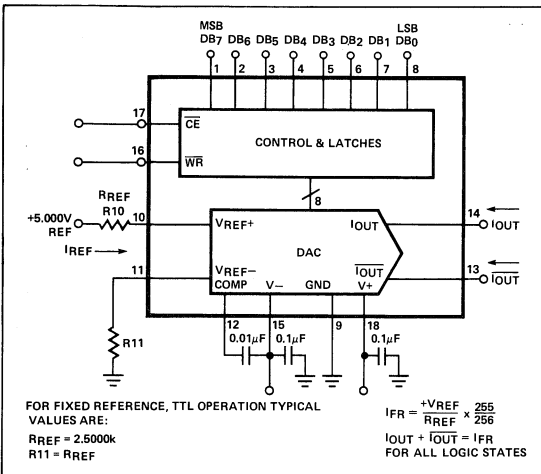 MSB LSB
DB7 DB6 DB5 DB4 DB3 DB2 DB1 DB0
1 2 3 4 5 6 7 8
17 CE
CONTROL & LATCHES
16 WR
8
RREF
R10
+5.000V
REF
10 VREF+
IOUT 14 IOUT
IREF
DAC
11 VREF–
IOUT 13 IOUT
COMP V– GND V+
12 15 9 18
0.01µF 0.1µF 0.1µF
R11
FOR FIXED REFERENCE, TTL OPERATION TYPICAL
VALUES ARE:
RREF = 2.5000k
R11 = RREF
IFR = +VREF / RREF x 255 / 256
IOUT + IOUT = IFR
FOR ALL LOGIC STATES